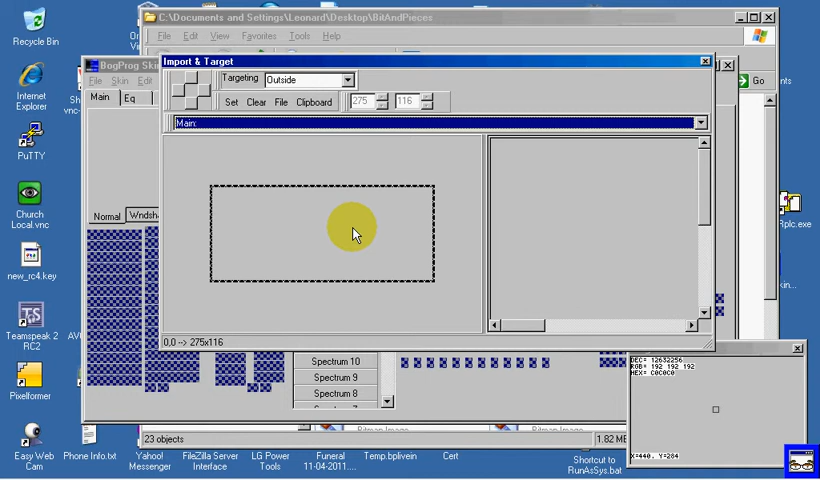 C:\Documents and Settings\Leonard\Desktop\BitAndPieces
File Edit View Favorites Tools Help
BogProg Skin
File Skin Edit
Main Eq
Import & Target
Targeting Outside
Set Clear File Clipboard 275 116
Main:
0,0 --> 275x116
Normal Wndsha
Go
Spectrum 10
Spectrum 9
Spectrum 8
DEC= 12632256
RGB= 192 192 192
HEX= C0C0C0
X=440, Y=284
23 objects
1.82 ME
Recycle Bin
Internet Explorer
PuTTY
Church Local.vnc
new_rc4.key
Teamspeak 2 RC2
Pixelformer
Easy Web Cam
Phone Info.txt
Yahoo! Messenger
FileZilla Server Interface
LG Power Tools
Funeral 11-04-2011...
Temp.bplivein
Cert
Shortcut to RunAsSys.bat
Rplc.exe